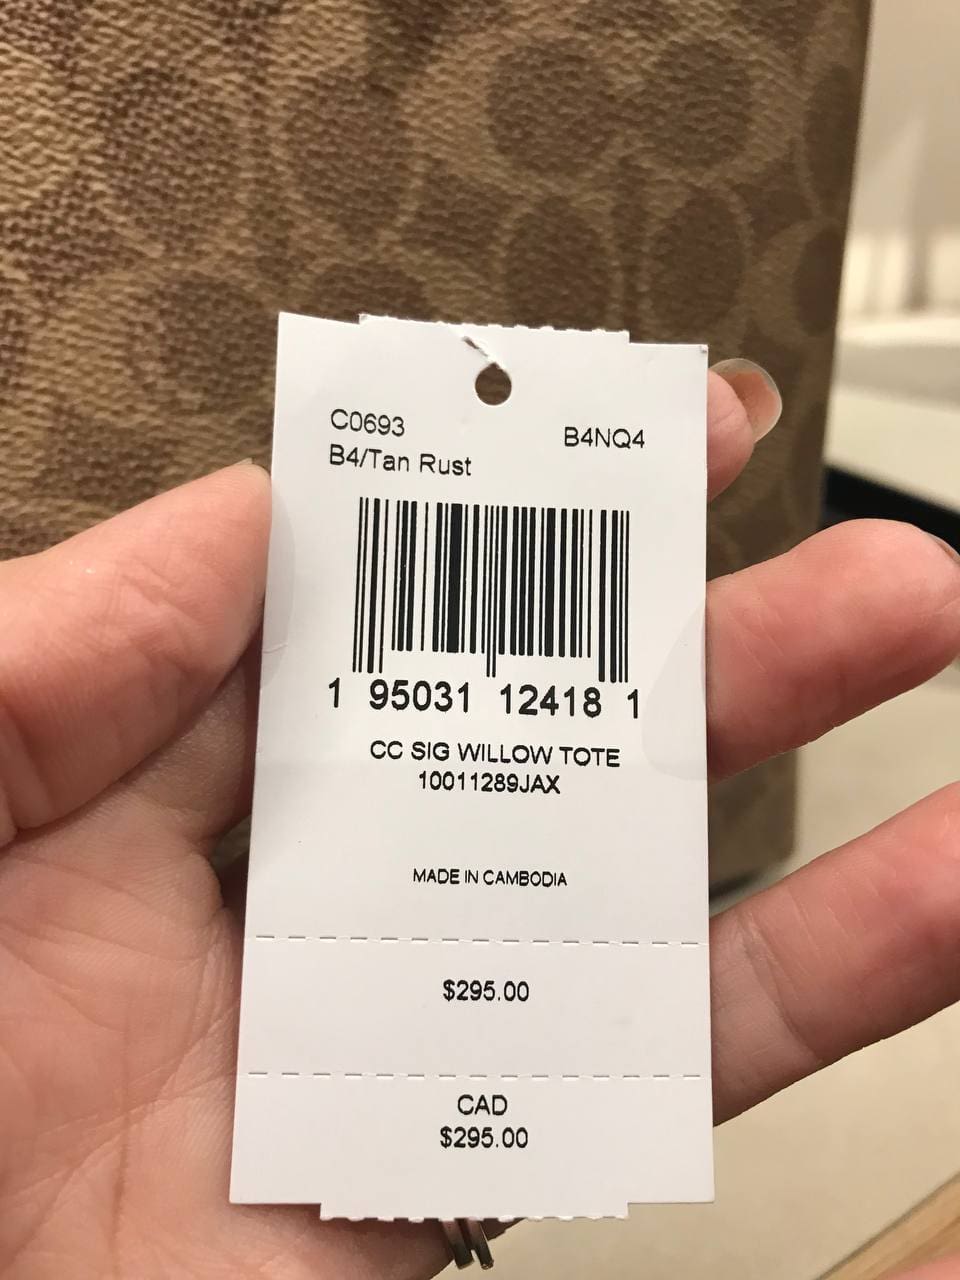 C0693
B4NQ4
B4/Tan Rust
1 95031 12418 1
CC SIG WILLOW TOTE
10011289JAX
MADE IN CAMBODIA
$295.00
CAD
$295.00